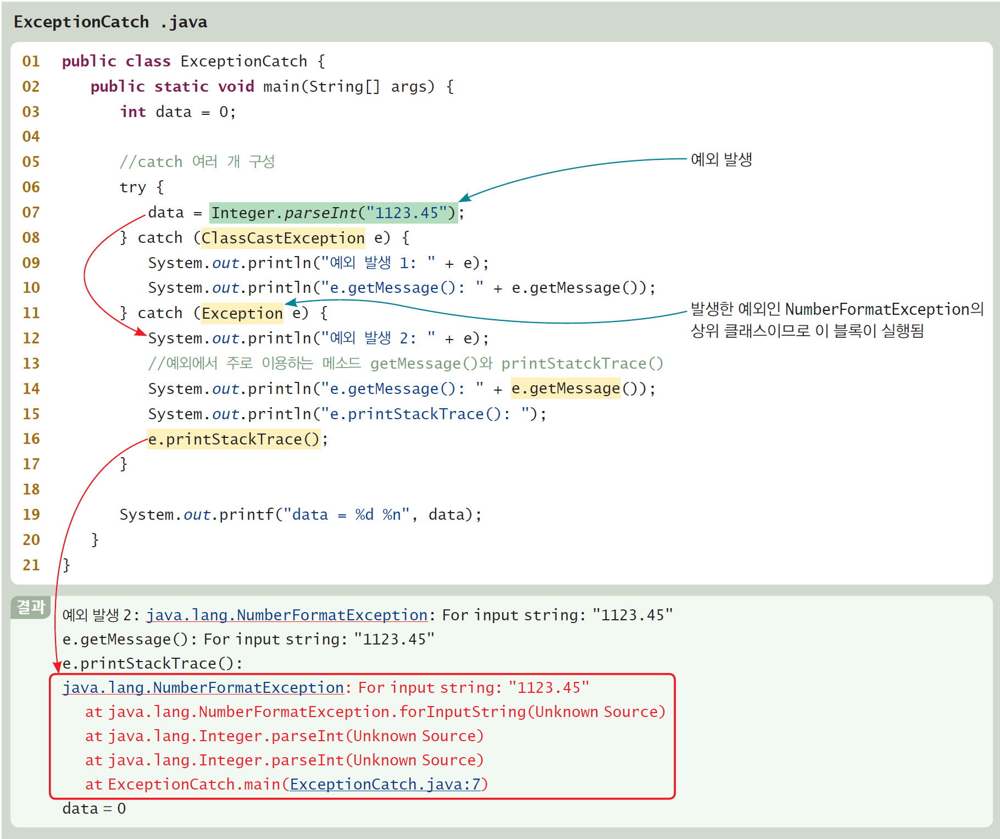 ExceptionCatch .java
01 public class ExceptionCatch {
02 public static void main(String[] args) {
03 int data = 0;
04
05 //catch 여러 개 구성
예외 발생
06 try {
07 data = Integer.parseInt("1123.45");
08 } catch (ClassCastException e) {
09 System.out.println("예외 발생 1: " + e);
10 System.out.println("e.getMessage(): " + e.getMessage());
11 } catch (Exception e) {
발생한 예외인 NumberFormatException의
상위 클래스이므로 이 블록이 실행됨
12 System.out.println("예외 발생 2: " + e);
13 //예외에서 주로 이용하는 메소드 getMessage()와 printStatckTrace()
14 System.out.println("e.getMessage(): " + e.getMessage());
15 System.out.println("e.printStackTrace(): ");
16 e.printStackTrace();
17 }
18
19 System.out.printf("data = %d %n", data);
20 }
21 }
결과
예외 발생 2: java.lang.NumberFormatException: For input string: "1123.45"
e.getMessage(): For input string: "1123.45"
e.printStackTrace():
java.lang.NumberFormatException: For input string: "1123.45"
at java.lang.NumberFormatException.forInputString(Unknown Source)
at java.lang.Integer.parseInt(Unknown Source)
at java.lang.Integer.parseInt(Unknown Source)
at ExceptionCatch.main(ExceptionCatch.java:7)
data = 0